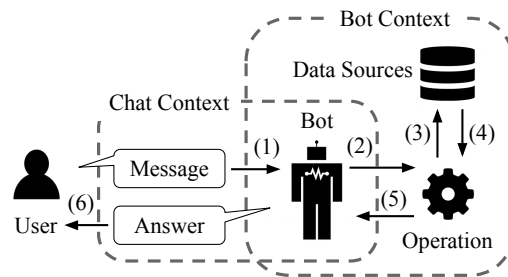 Bot Context
Data Sources
Chat Context
Bot
(1)
(2)
(3)
(4)
Message
(5)
(6)
Answer
User
Operation